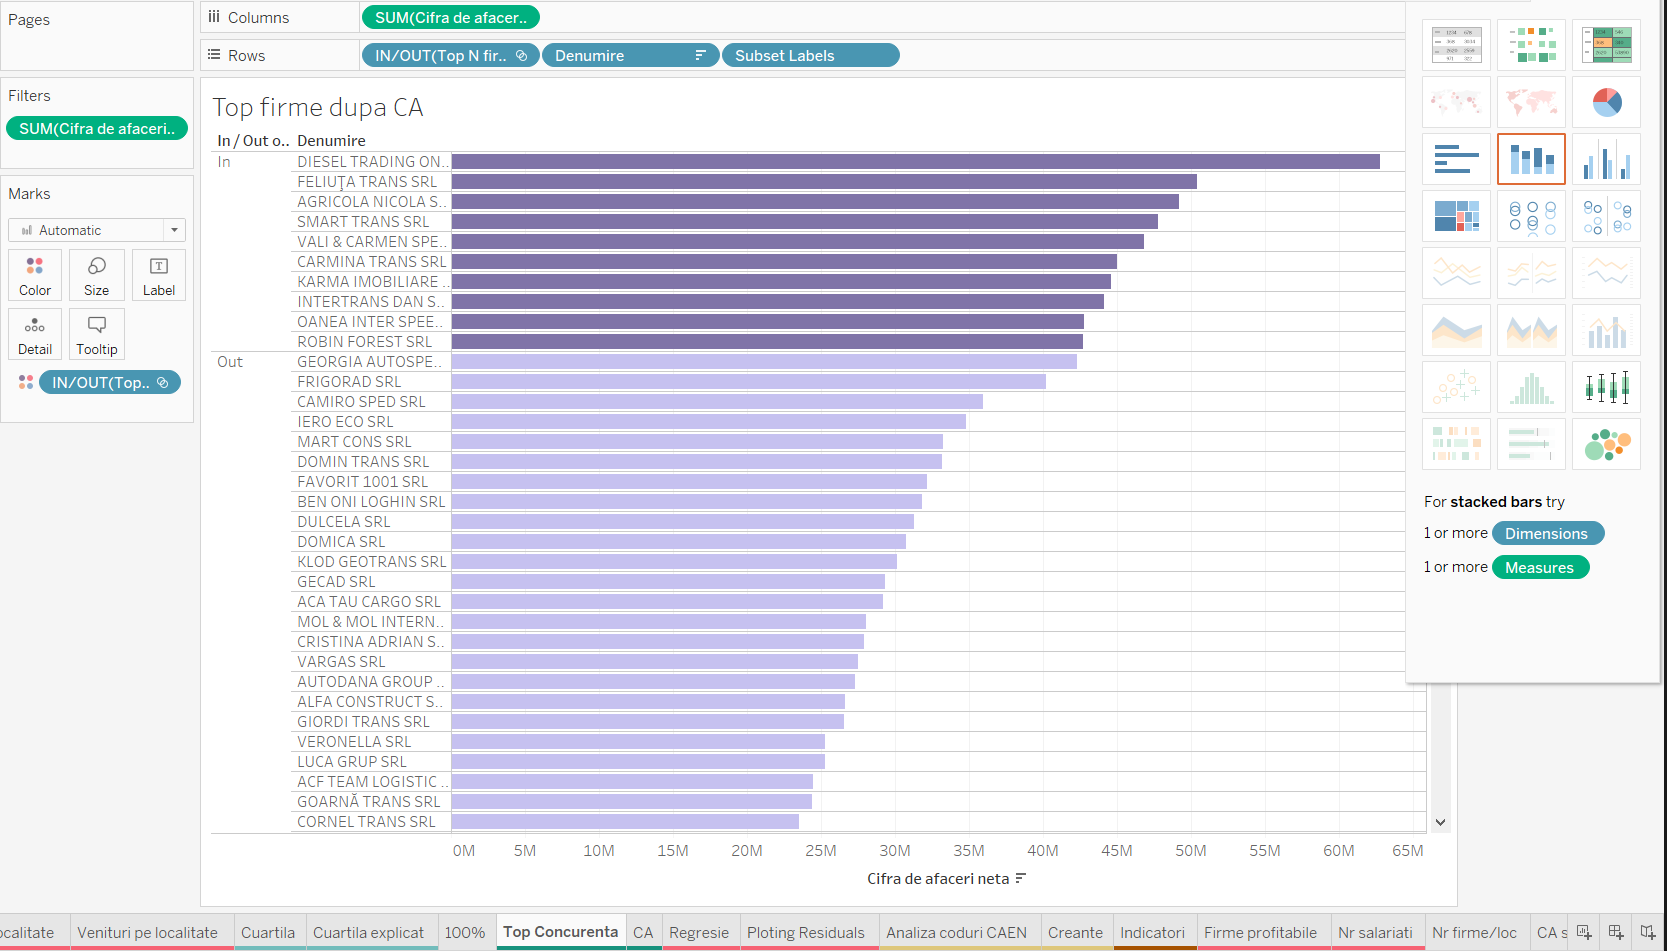 Pages
Columns
SUM(Cifra de afacer..
Rows
IN/OUT(Top N fir..
Denumire
Subset Labels
Filters
SUM(Cifra de afaceri..
Marks
Automatic
Color
Size
Label
Detail
Tooltip
IN/OUT(Top..
Top firme dupa CA
In / Out o.. Denumire
In
DIESEL TRADING ON..
FELIUŢA TRANS SRL
AGRICOLA NICOLA S..
SMART TRANS SRL
VALI & CARMEN SPE..
CARMINA TRANS SRL
KARMA IMOBILIARE ..
INTERTRANS DAN S..
OANEA INTER SPEE..
ROBIN FOREST SRL
Out
GEORGIA AUTOSPE..
FRIGORAD SRL
CAMIRO SPED SRL
IERO ECO SRL
MART CONS SRL
DOMIN TRANS SRL
FAVORIT 1001 SRL
BEN ONI LOGHIN SRL
DULCELA SRL
DOMICA SRL
KLOD GEOTRANS SRL
GECAD SRL
ACA TAU CARGO SRL
MOL & MOL INTERN..
CRISTINA ADRIAN S..
VARGAS SRL
AUTODANA GROUP ..
ALFA CONSTRUCT S..
GIORDI TRANS SRL
VERONELLA SRL
LUCA GRUP SRL
ACF TEAM LOGISTIC ..
GOARNĂ TRANS SRL
CORNEL TRANS SRL
0M 5M 10M 15M 20M 25M 30M 35M 40M 45M 50M 55M 60M 65M
Cifra de afaceri neta
For stacked bars try
1 or more Dimensions
1 or more Measures
ocalitate Venituri pe localitate Cuartila Cuartila explicat 100% Top Concurenta CA Regresie Ploting Residuals Analiza coduri CAEN Creante Indicatori Firme profitabile Nr salariati Nr firme/loc CA s